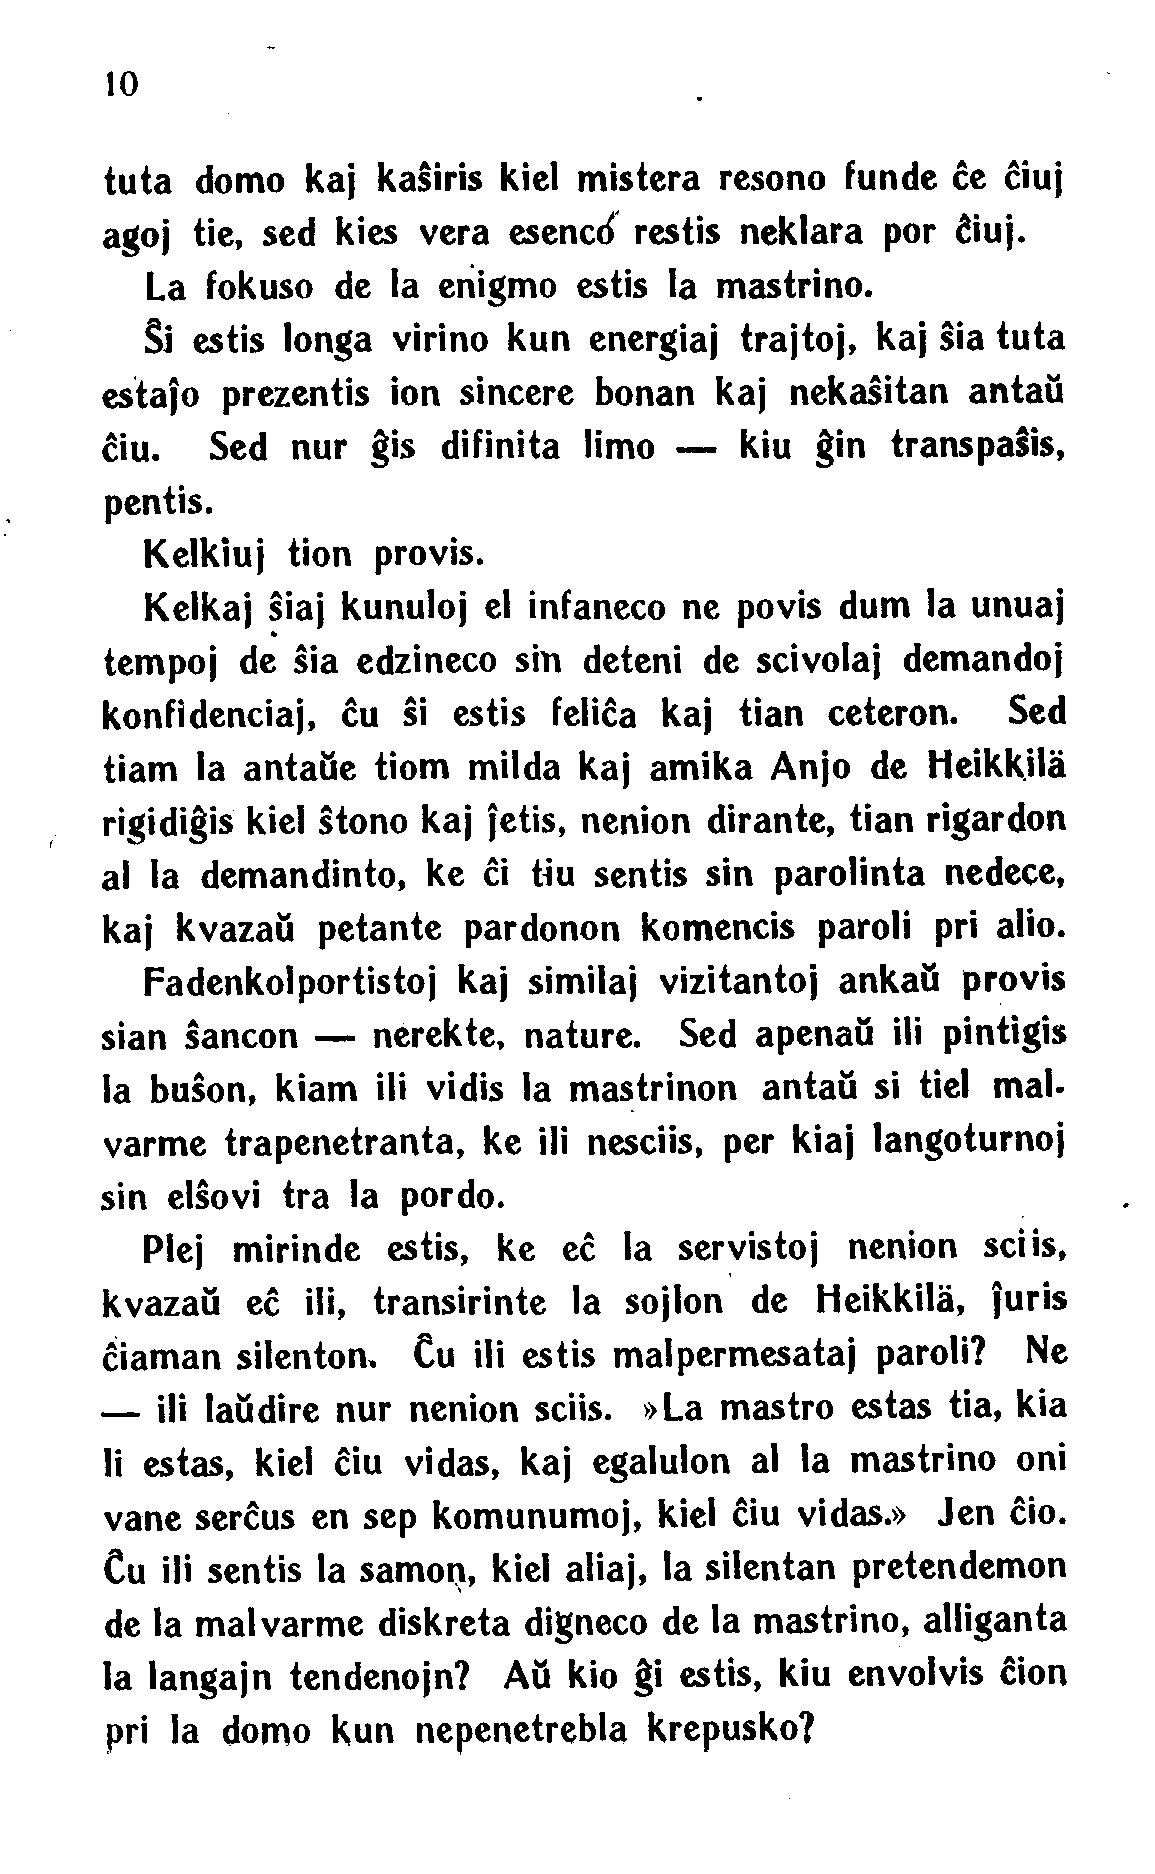 10
tuta domo kaj kaŝiris kiel mistera resono funde ĉe ĉiuj
agoj tie, sed kies vera esenco restis neklara por ĉiuj.
La fokuso de la enigmo estis la mastrino.
Ŝi estis longa virino kun energiaj trajtoj, kaj ŝia tuta
estaĵo prezentis ion sincere bonan kaj nekaŝitan antaŭ
ĉiu. Sed nur ĝis difinita limo — kiu ĝin transpaŝis,
pentis.
Kelkiuj tion provis.
Kelkaj ŝiaj kunuloj el infaneco ne povis dum la unuaj
tempoj de ŝia edzineco sin deteni de scivolaj demandoj
konfidenciaj, ĉu ŝi estis feliĉa kaj tian ceteron. Sed
tiam la antaŭe tiom milda kaj amika Anjo de Heikkilä
rigidiĝis kiel ŝtono kaj ĵetis, nenion dirante, tian rigardon
al la demandinto, ke ĉi tiu sentis sin parolinta nedece,
kaj kvazaŭ petante pardonon komencis paroli pri alio.
Fadenkolportistoj kaj similaj vizitantoj ankaŭ provis
sian ŝancon — nerekte, nature. Sed apenaŭ ili pintigis
la buŝon, kiam ili vidis la mastrinon antaŭ si tiel mal-
varme trapenetranta, ke ili nesciis, per kiaj langoturnoj
sin elŝovi tra la pordo.
Plej mirinde estis, ke eĉ la servistoj nenion sciis,
kvazaŭ eĉ ili, transirinte la sojlon de Heikkilä, ĵuris
ĉiaman silenton. Ĉu ili estis malpermesataj paroli? Ne
— ili laŭdire nur nenion sciis. »La mastro estas tia, kia
li estas, kiel ĉiu vidas, kaj egalulon al la mastrino oni
vane serĉus en sep komunumoj, kiel ĉiu vidas.» Jen ĉio.
Ĉu ili sentis la samon, kiel aliaj, la silentan pretendemon
de la malvarme diskreta digneco de la mastrino, alliganta
la langajn tendenojn? Aŭ kio ĝi estis, kiu envolvis ĉion
pri la domo kun nepenetrebla krepusko?